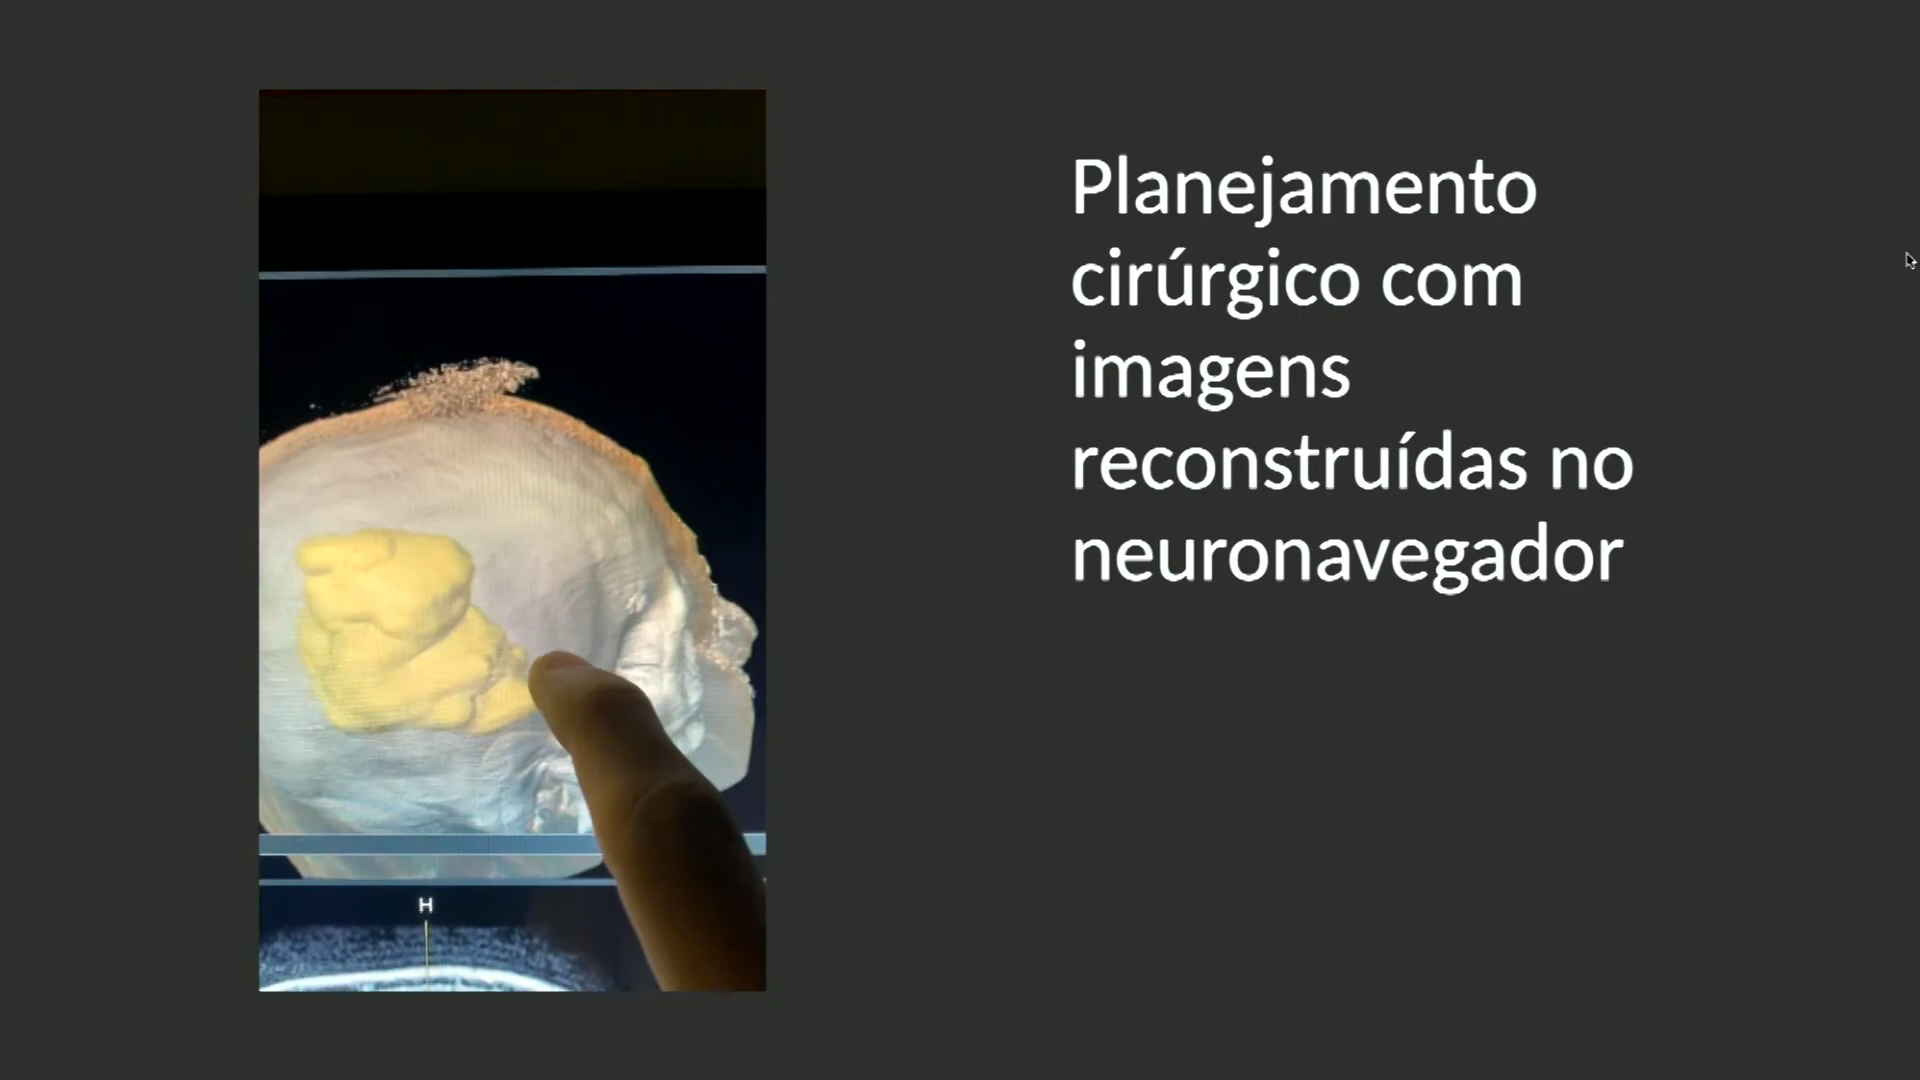 Planejamento
cirúrgico com
imagens
reconstruídas no
neuronavegador
H